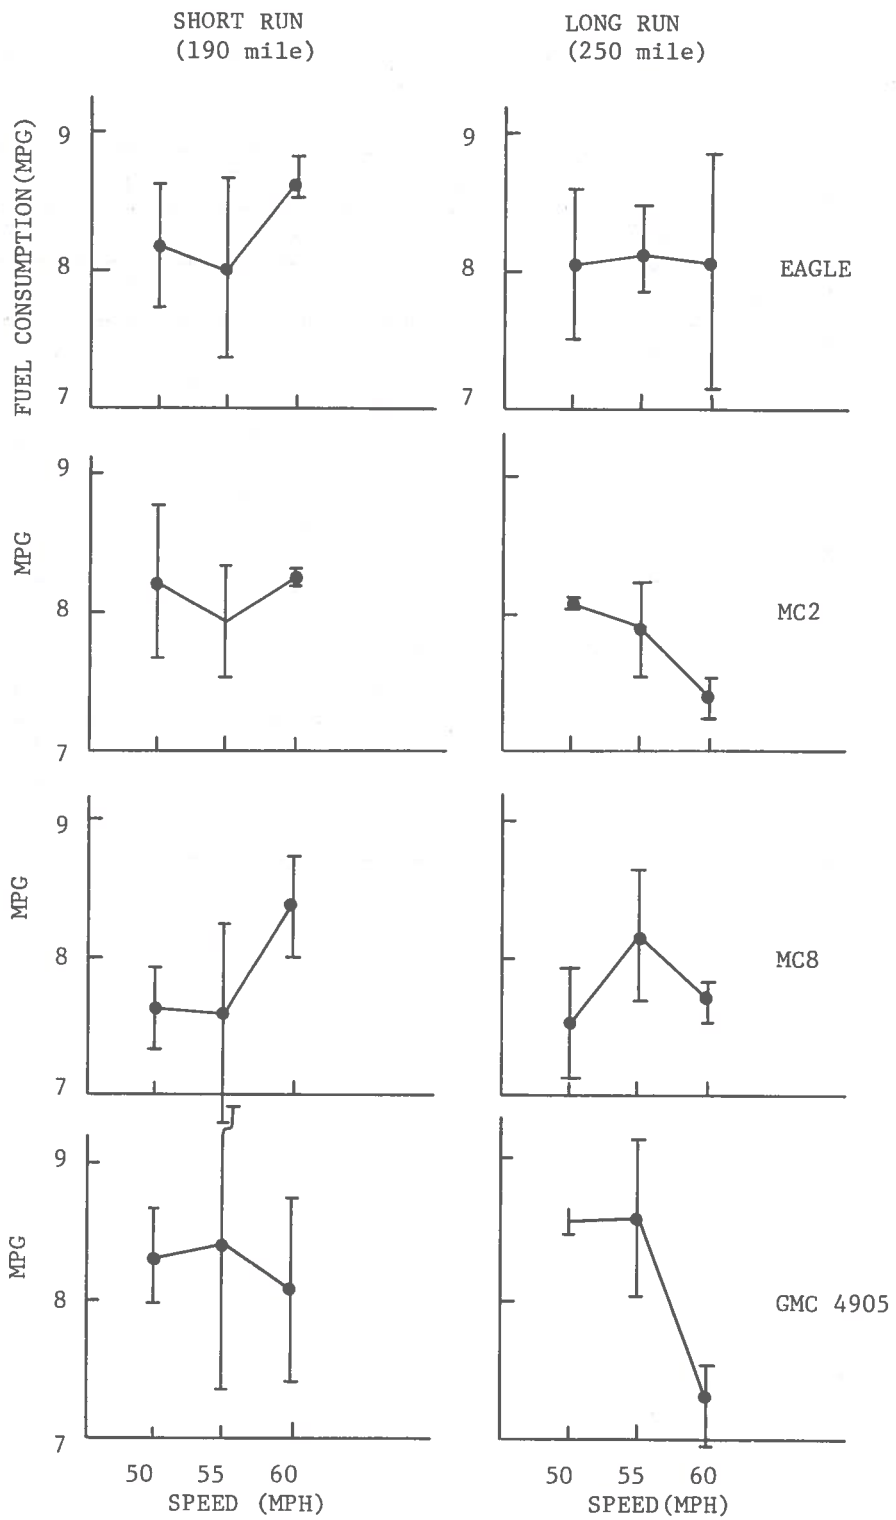 SHORT RUN
(190 mile)
LONG RUN
(250 mile)
FUEL CONSUMPTION(MPG)
9
8
7
9
8
7
EAGLE
MPG
9
8
7
MC2
MPG
9
8
7
MC8
MPG
9
8
7
GMC 4905
50 55 60
SPEED (MPH)
50 55 60
SPEED(MPH)